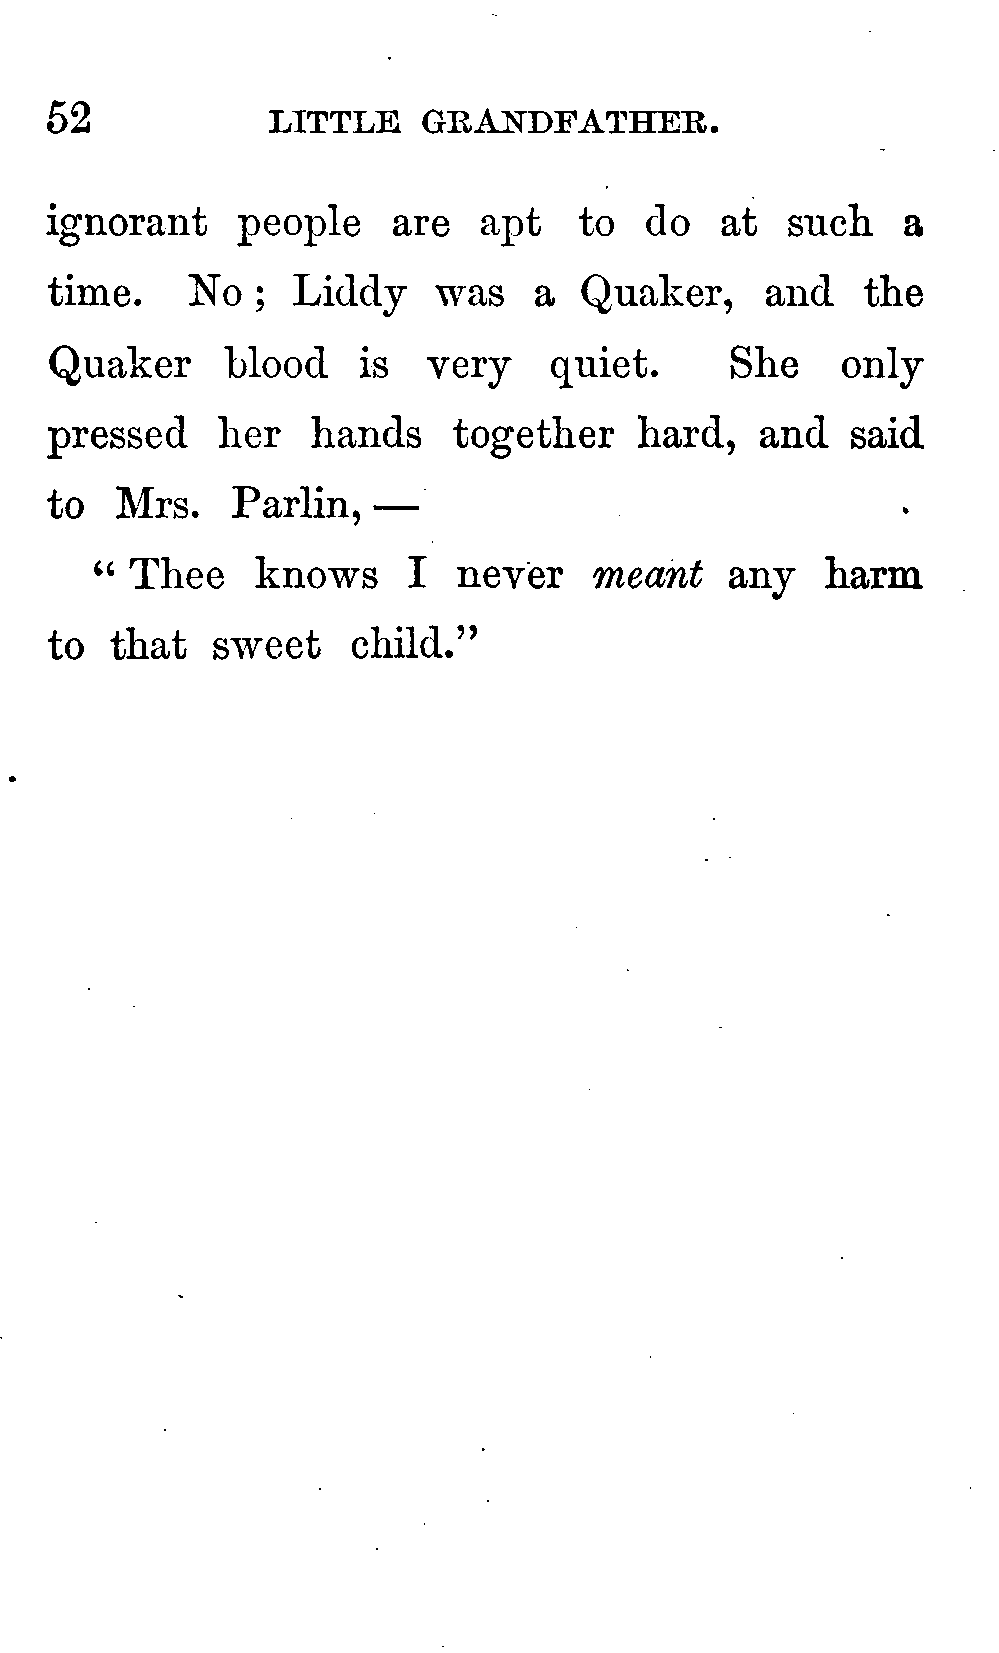 52 LITTLE GRANDFATHER.
ignorant people are apt to do at such a
time. No; Liddy was a Quaker, and the
Quaker blood is very quiet. She only
pressed her hands together hard, and said
to Mrs. Parlin,—
"Thee knows I never meant any harm
to that sweet child."